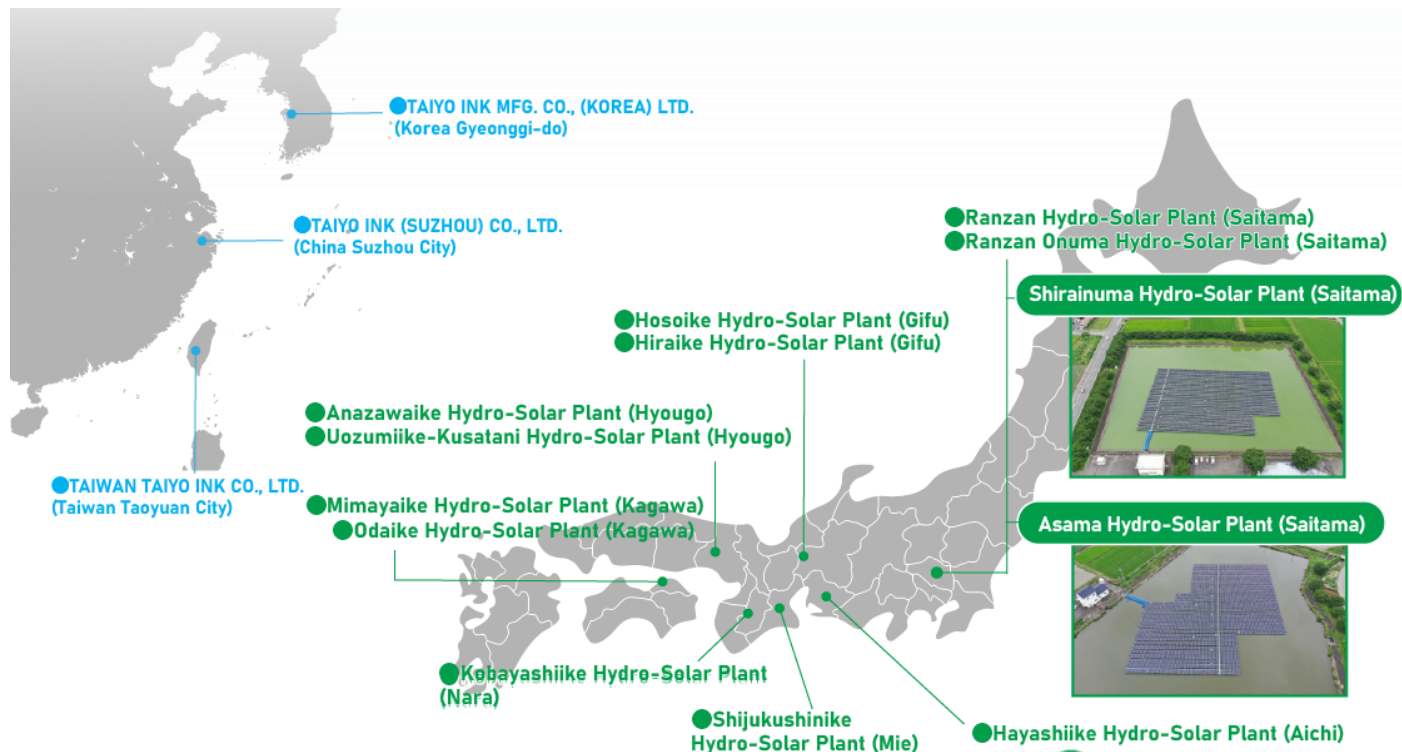 ●TAIYO INK MFG. CO., (KOREA) LTD.
(Korea Gyeonggi-do)
●TAIYO INK (SUZHOU) CO., LTD.
(China Suzhou City)
●TAIWAN TAIYO INK CO., LTD.
(Taiwan Taoyuan City)
●Ranzan Hydro-Solar Plant (Saitama)
●Ranzan Onuma Hydro-Solar Plant (Saitama)
Shirainuma Hydro-Solar Plant (Saitama)
●Hosoike Hydro-Solar Plant (Gifu)
●Hiraike Hydro-Solar Plant (Gifu)
●Anazawaike Hydro-Solar Plant (Hyougo)
●Uozumiike-Kusatani Hydro-Solar Plant (Hyougo)
●Mimayaike Hydro-Solar Plant (Kagawa)
●Odaike Hydro-Solar Plant (Kagawa)
Asama Hydro-Solar Plant (Saitama)
●Kobayashiike Hydro-Solar Plant
(Nara)
●Shijukushinike
Hydro-Solar Plant (Mie)
●Hayashiike Hydro-Solar Plant (Aichi)